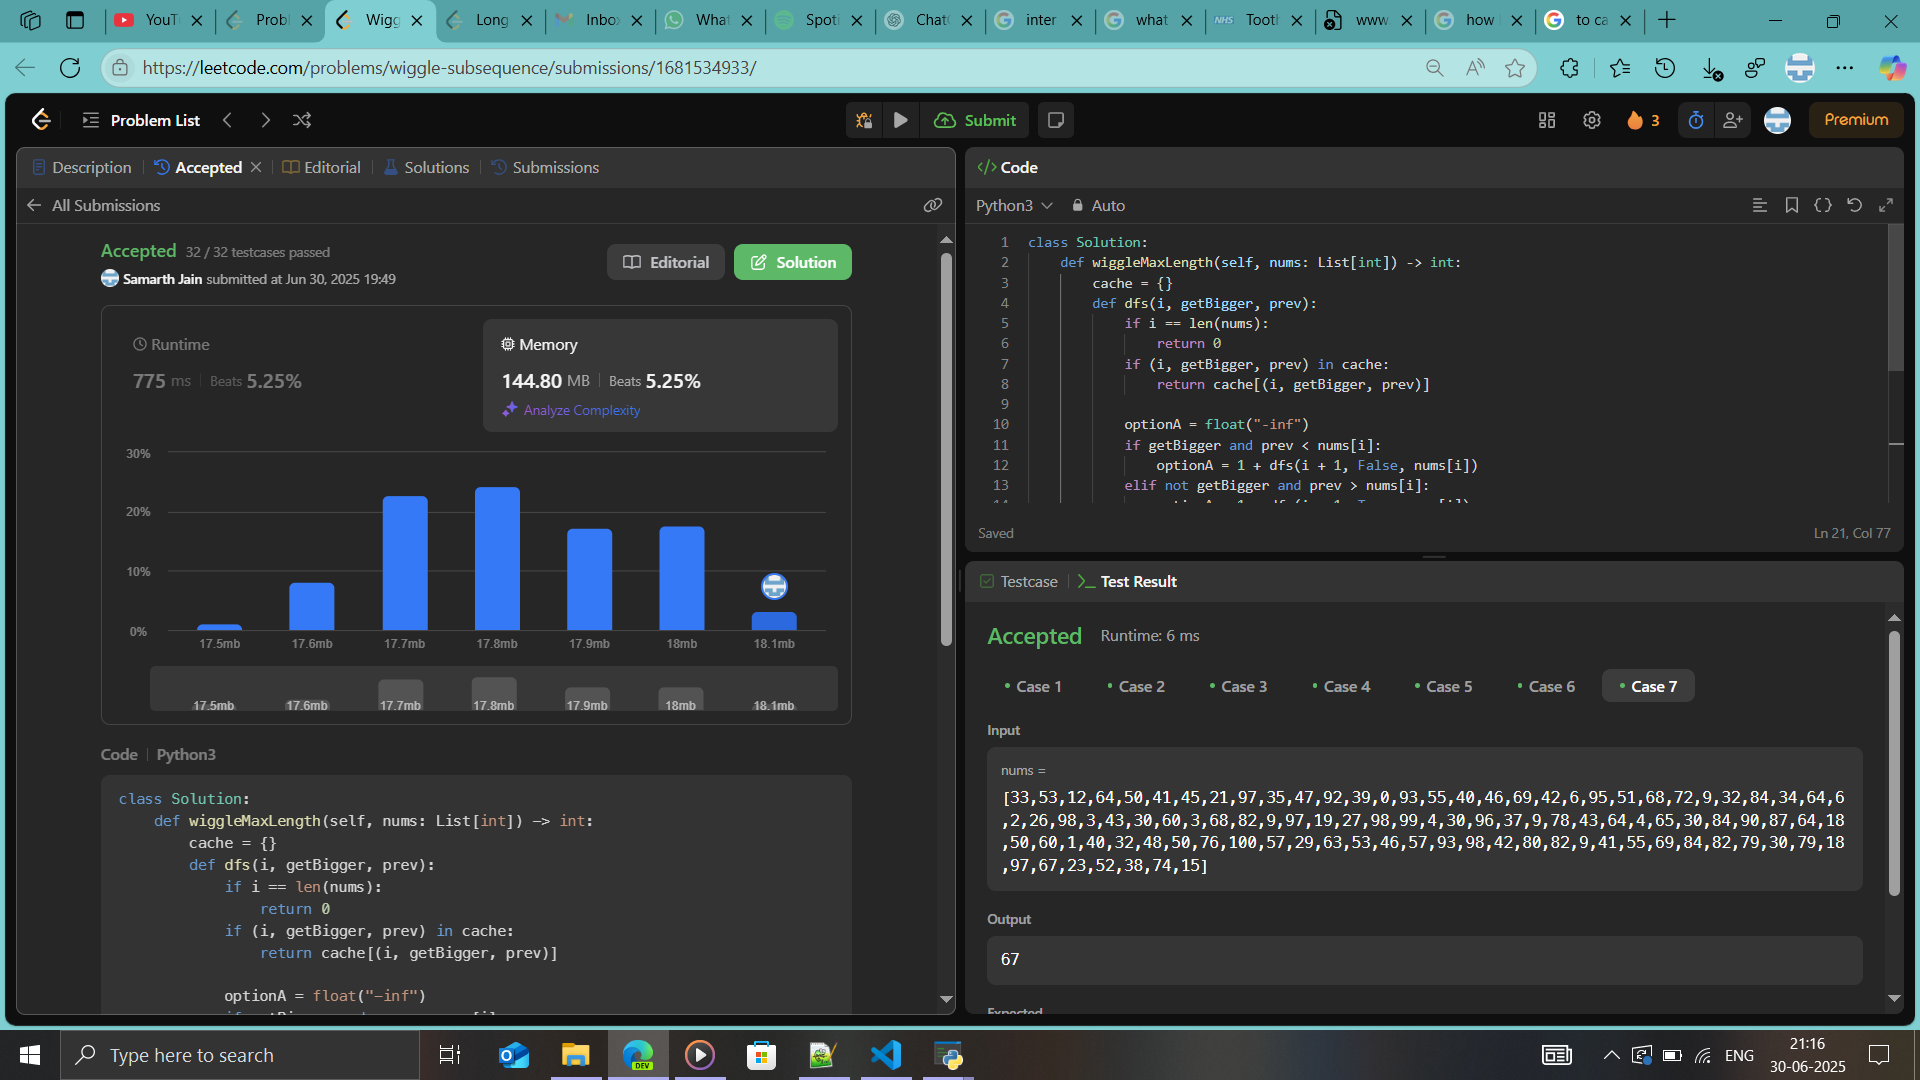 YouT
Probl
Wigg
Long
Inbox
What
Spoti
Chat
inter
what
NHS Tooth
www.
how
to ca
https://leetcode.com/problems/wiggle-subsequence/submissions/1681534933/
Problem List
Submit
3
Premium
Description
Accepted
Editorial
Solutions
Submissions
All Submissions
Accepted 32 / 32 testcases passed
Samarth Jain submitted at Jun 30, 2025 19:49
Editorial
Solution
Runtime
775 ms | Beats 5.25%
Memory
144.80 MB | Beats 5.25%
Analyze Complexity
30%
20%
10%
0%
17.5mb 17.6mb 17.7mb 17.8mb 17.9mb 18mb 18.1mb
17.5mb 17.6mb 17.7mb 17.8mb 17.9mb 18mb 18.1mb
Code | Python3
class Solution:
    def wiggleMaxLength(self, nums: List[int]) -> int:
        cache = {}
        def dfs(i, getBigger, prev):
            if i == len(nums):
                return 0
            if (i, getBigger, prev) in cache:
                return cache[(i, getBigger, prev)]
            optionA = float("-inf")
</> Code
Python3
Auto
1 class Solution:
2     def wiggleMaxLength(self, nums: List[int]) -> int:
3         cache = {}
4         def dfs(i, getBigger, prev):
5             if i == len(nums):
6                 return 0
7             if (i, getBigger, prev) in cache:
8                 return cache[(i, getBigger, prev)]
9
10             optionA = float("-inf")
11             if getBigger and prev < nums[i]:
12                 optionA = 1 + dfs(i + 1, False, nums[i])
13             elif not getBigger and prev > nums[i]:
Saved
Ln 21, Col 77
Testcase
Test Result
Accepted Runtime: 6 ms
Case 1
Case 2
Case 3
Case 4
Case 5
Case 6
Case 7
Input
nums =
[33,53,12,64,50,41,45,21,97,35,47,92,39,0,93,55,40,46,69,42,6,95,51,68,72,9,32,84,34,64,6
,2,26,98,3,43,30,60,3,68,82,9,97,19,27,98,99,4,30,96,37,9,78,43,64,4,65,30,84,90,87,64,18
,50,60,1,40,32,48,50,76,100,57,29,63,53,46,57,93,98,42,80,82,9,41,55,69,84,82,79,30,79,18
,97,67,23,52,38,74,15]
Output
67
Expected
Type here to search
DEV
ENG
21:16
30-06-2025